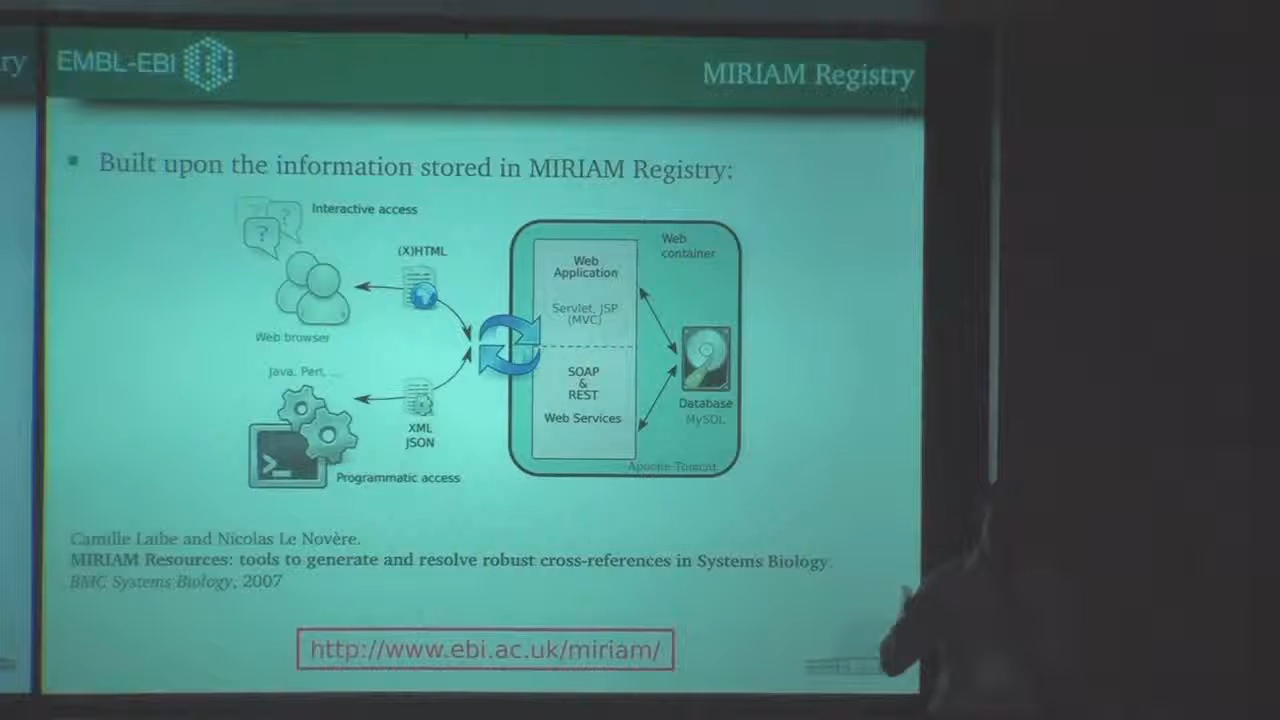 ry
EMBL-EBI
MIRIAM Registry
Built upon the information stored in MIRIAM Registry:
? ?
Interactive access
(X)HTML
Web browser
Java, Perl, ...
XML
JSON
Programmatic access
Web
container
Web
Application
Servlet, JSP
(MVC)
SOAP
&
REST
Web Services
Database
MySQL
Apache Tomcat
Camille Laibe and Nicolas Le Novère.
MIRIAM Resources: tools to generate and resolve robust cross-references in Systems Biology.
BMC Systems Biology, 2007
http://www.ebi.ac.uk/miriam/